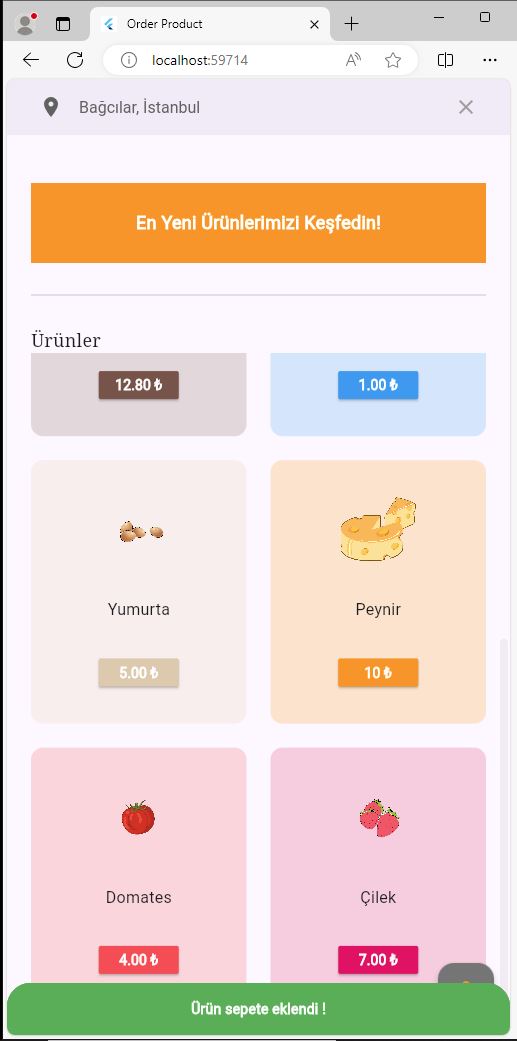 Order Product
localhost:59714
Bağcılar, İstanbul
En Yeni Ürünlerimizi Keşfedin!
Ürünler
12.80 ₺
1.00 ₺
Yumurta
Peynir
5.00 ₺
10 ₺
Domates
Çilek
4.00 ₺
7.00 ₺
Ürün sepete eklendi !